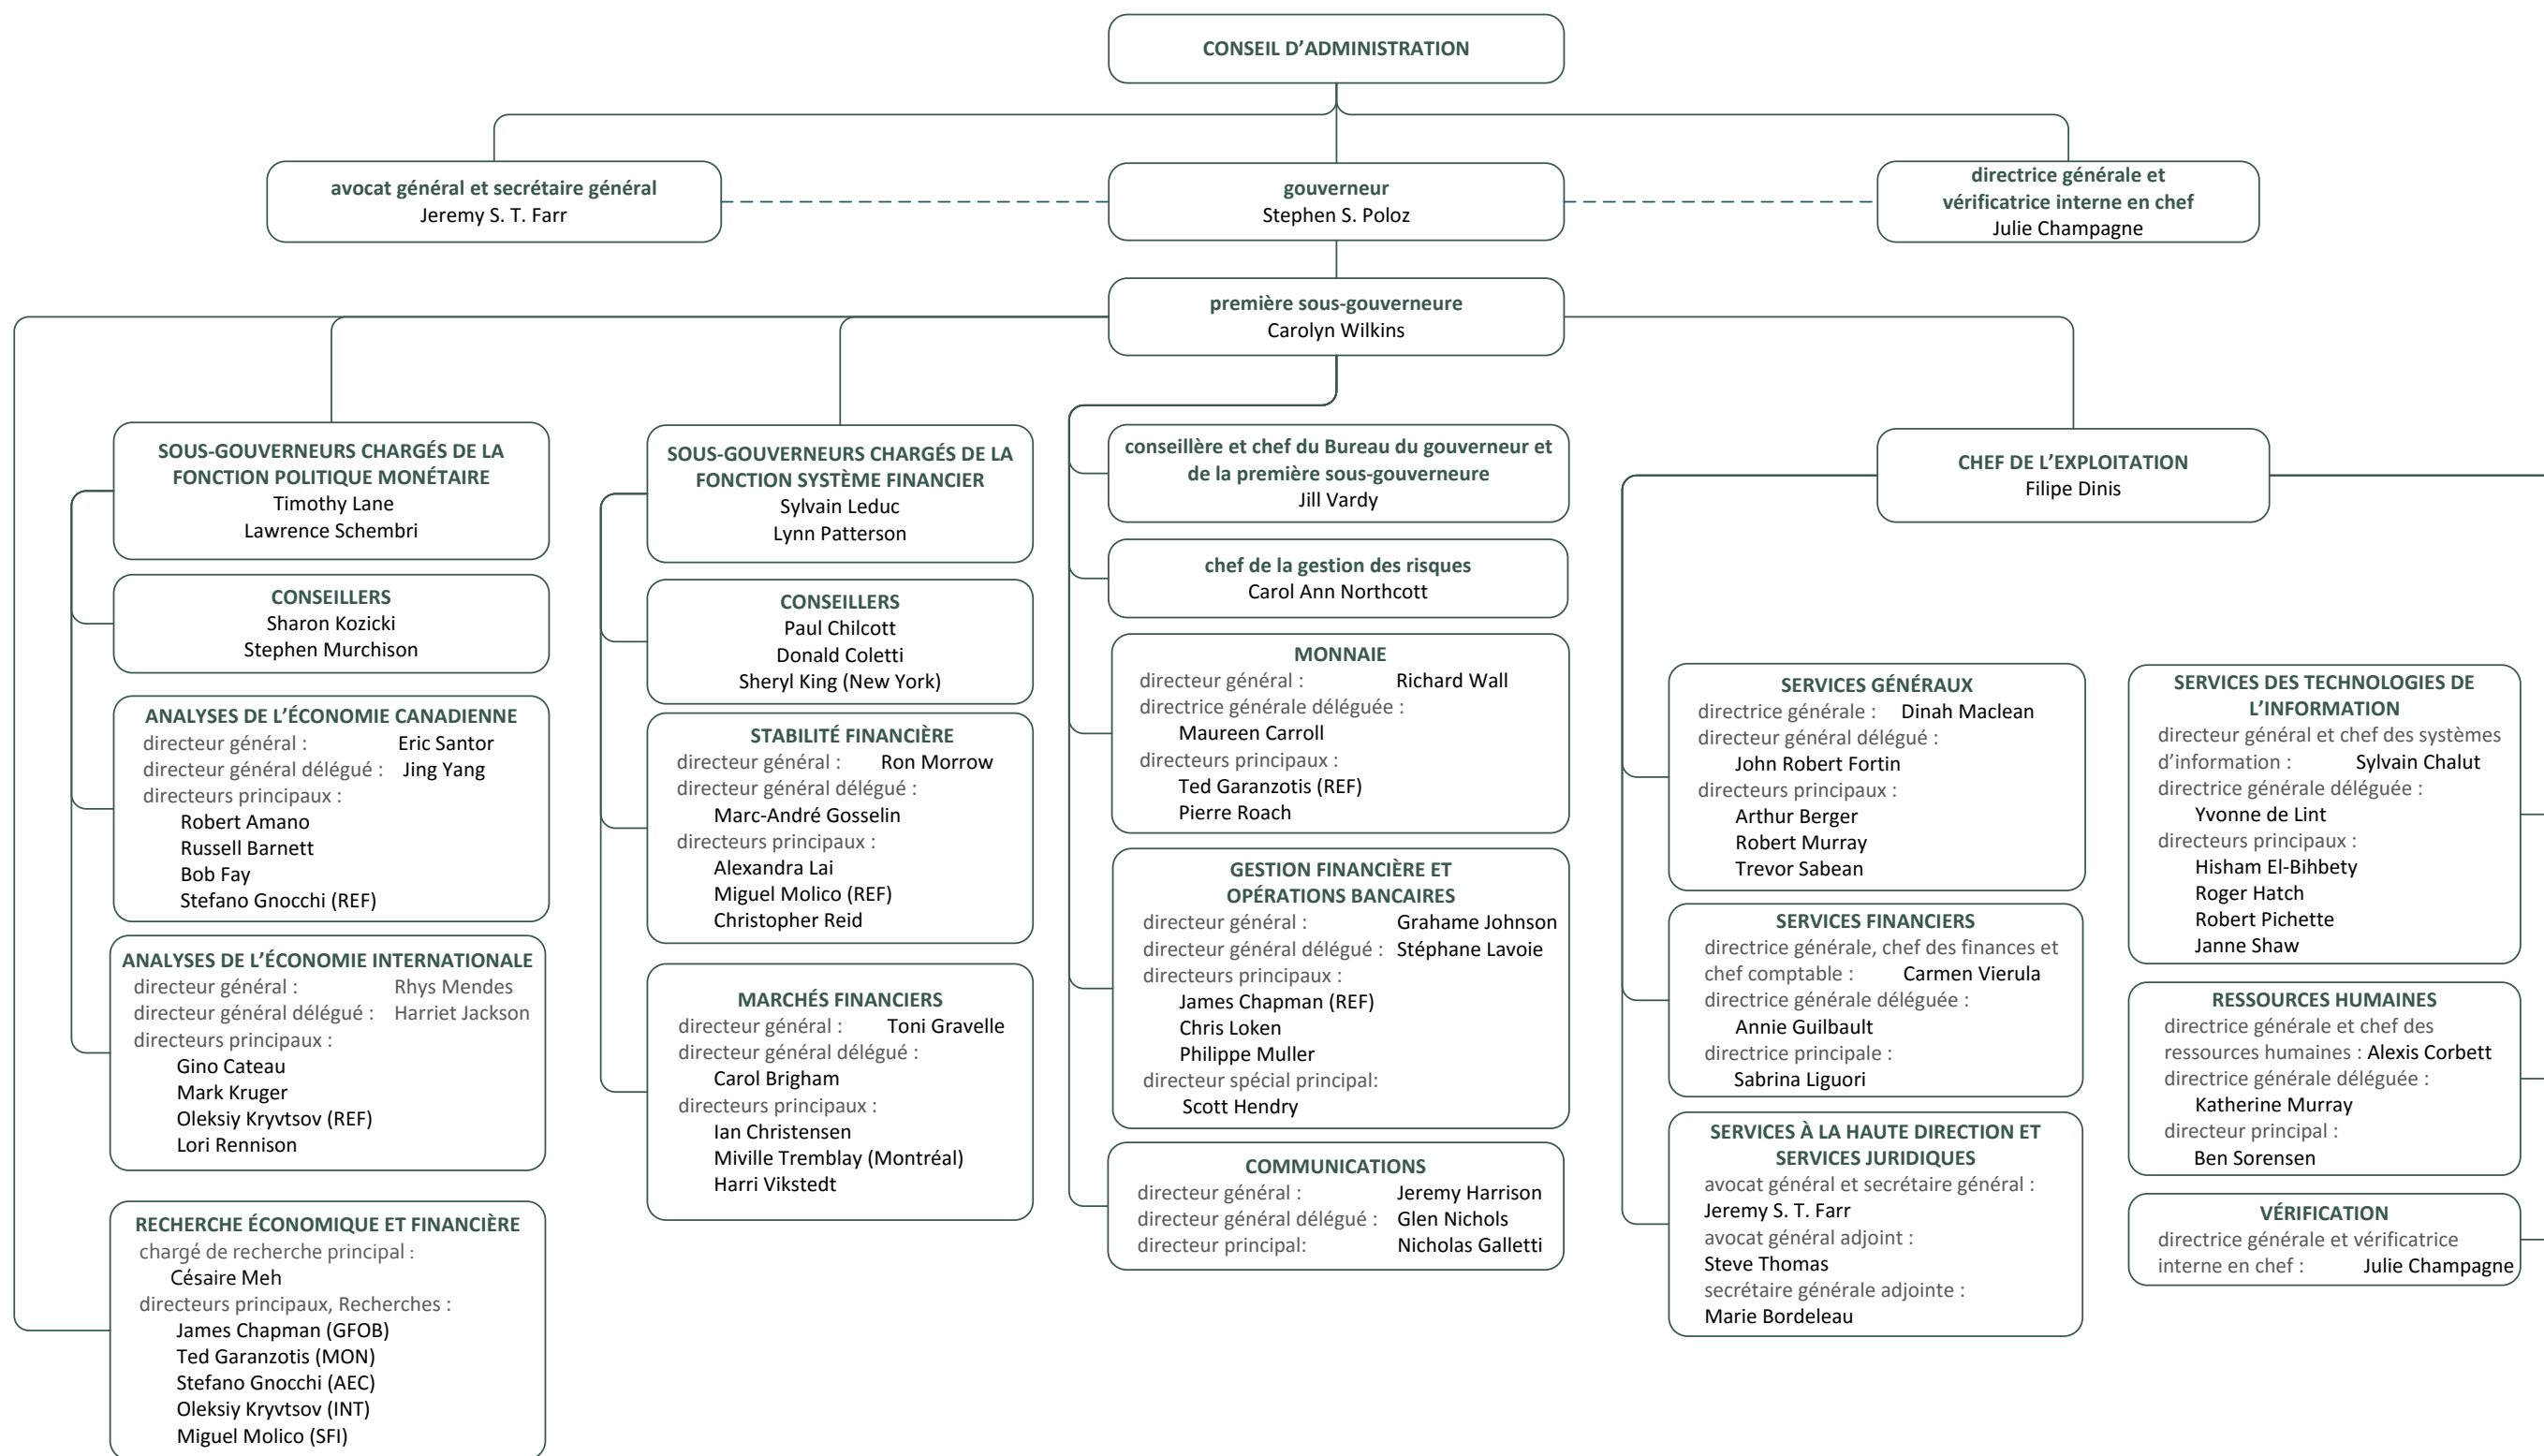 CONSEIL D’ADMINISTRATION
avocat général et secrétaire général
Jeremy S. T. Farr
gouverneur
Stephen S. Poloz
directrice générale et
vérificatrice interne en chef
Julie Champagne
première sous-gouverneure
Carolyn Wilkins
SOUS-GOUVERNEURS CHARGÉS DE LA
FONCTION POLITIQUE MONÉTAIRE
Timothy Lane
Lawrence Schembri
CONSEILLERS
Sharon Kozicki
Stephen Murchison
ANALYSES DE L’ÉCONOMIE CANADIENNE
directeur général : Eric Santor
directeur général délégué : Jing Yang
directeurs principaux :
Robert Amano
Russell Barnett
Bob Fay
Stefano Gnocchi (REF)
ANALYSES DE L’ÉCONOMIE INTERNATIONALE
directeur général : Rhys Mendes
directeur général délégué : Harriet Jackson
directeurs principaux :
Gino Cateau
Mark Kruger
Oleksiy Kryvtsov (REF)
Lori Rennison
RECHERCHE ÉCONOMIQUE ET FINANCIÈRE
chargé de recherche principal :
Césaire Meh
directeurs principaux, Recherches :
James Chapman (GFOB)
Ted Garanzotis (MON)
Stefano Gnocchi (AEC)
Oleksiy Kryvtsov (INT)
Miguel Molico (SFI)
SOUS-GOUVERNEURS CHARGÉS DE LA
FONCTION SYSTÈME FINANCIER
Sylvain Leduc
Lynn Patterson
CONSEILLERS
Paul Chilcott
Donald Coletti
Sheryl King (New York)
STABILITÉ FINANCIÈRE
directeur général : Ron Morrow
directeur général délégué :
Marc-André Gosselin
directeurs principaux :
Alexandra Lai
Miguel Molico (REF)
Christopher Reid
MARCHÉS FINANCIERS
directeur général : Toni Gravelle
directeur général délégué :
Carol Brigham
directeurs principaux :
Ian Christensen
Miville Tremblay (Montréal)
Harri Vikstedt
conseillère et chef du Bureau du gouverneur et
de la première sous-gouverneure
Jill Vardy
chef de la gestion des risques
Carol Ann Northcott
MONNAIE
directeur général : Richard Wall
directrice générale déléguée :
Maureen Carroll
directeurs principaux :
Ted Garanzotis (REF)
Pierre Roach
GESTION FINANCIÈRE ET
OPÉRATIONS BANCAIRES
directeur général : Grahame Johnson
directeur général délégué : Stéphane Lavoie
directeurs principaux :
James Chapman (REF)
Chris Loken
Philippe Muller
directeur spécial principal:
Scott Hendry
COMMUNICATIONS
directeur général : Jeremy Harrison
directeur général délégué : Glen Nichols
directeur principal: Nicholas Galletti
CHEF DE L’EXPLOITATION
Filipe Dinis
SERVICES GÉNÉRAUX
directrice générale : Dinah Maclean
directeur général délégué :
John Robert Fortin
directeurs principaux :
Arthur Berger
Robert Murray
Trevor Sabean
SERVICES FINANCIERS
directrice générale, chef des finances et
chef comptable : Carmen Vierula
directrice générale déléguée :
Annie Guilbault
directrice principale :
Sabrina Liguori
SERVICES À LA HAUTE DIRECTION ET
SERVICES JURIDIQUES
avocat général et secrétaire général :
Jeremy S. T. Farr
avocat général adjoint :
Steve Thomas
secrétaire générale adjointe :
Marie Bordeleau
SERVICES DES TECHNOLOGIES DE
L’INFORMATION
directeur général et chef des systèmes
d’information : Sylvain Chalut
directrice générale déléguée :
Yvonne de Lint
directeurs principaux :
Hisham El-Bihbety
Roger Hatch
Robert Pichette
Janne Shaw
RESSOURCES HUMAINES
directrice générale et chef des
ressources humaines : Alexis Corbett
directrice générale déléguée :
Katherine Murray
directeur principal :
Ben Sorensen
VÉRIFICATION
directrice générale et vérificatrice
interne en chef : Julie Champagne